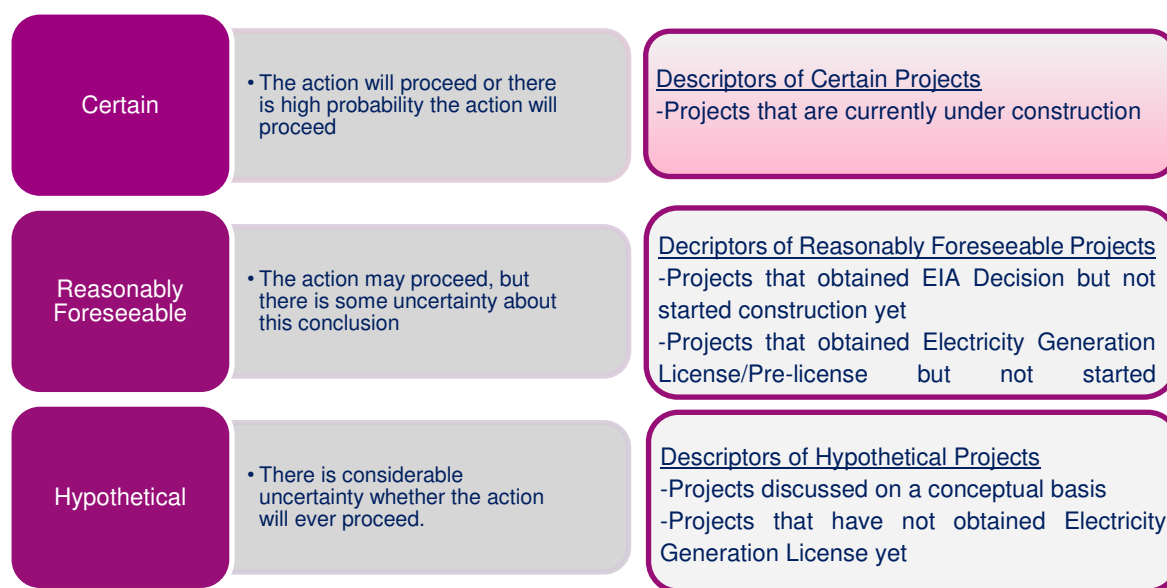 Certain
• The action will proceed or there
is high probability the action will
proceed
Descriptors of Certain Projects
-Projects that are currently under construction
Reasonably
Foreseeable
• The action may proceed, but
there is some uncertainty about
this conclusion
Decriptors of Reasonably Foreseeable Projects
-Projects that obtained EIA Decision but not
started construction yet
-Projects that obtained Electricity Generation
License/Pre-license but not started
Hypothetical
• There is considerable
uncertainty whether the action
will ever proceed.
Descriptors of Hypothetical Projects
-Projects discussed on a conceptual basis
-Projects that have not obtained Electricity
Generation License yet